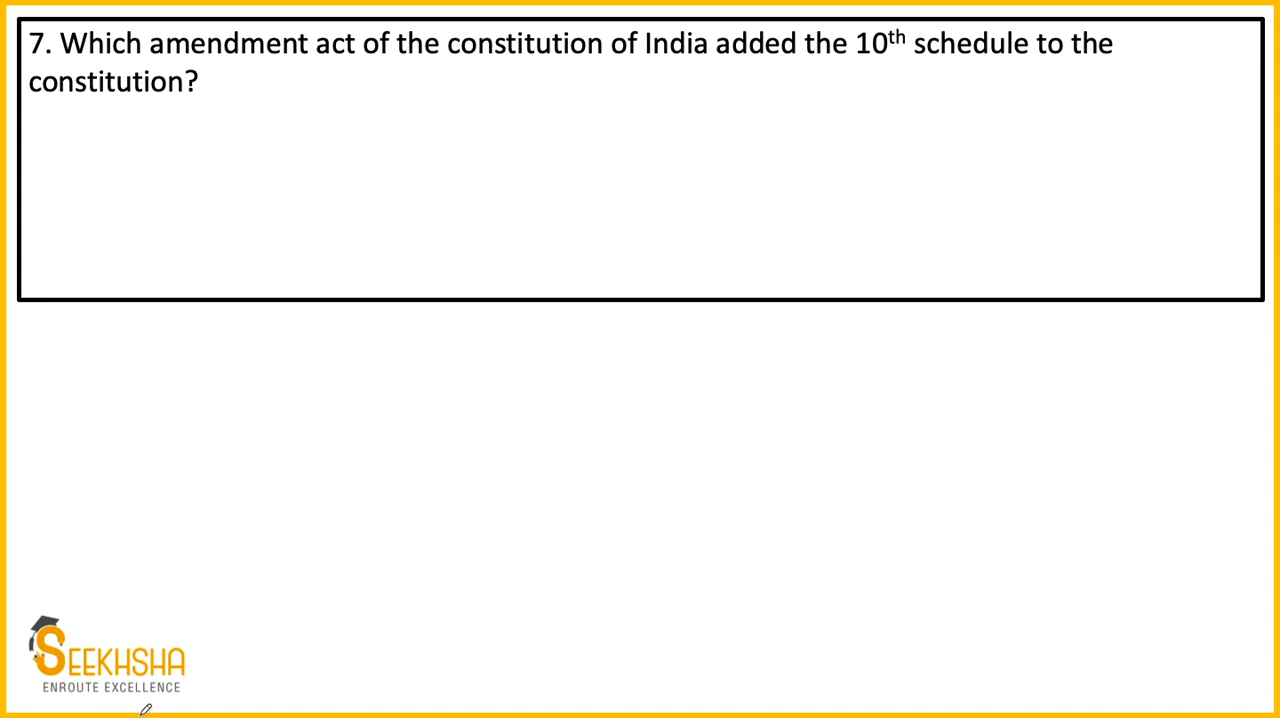 7. Which amendment act of the constitution of India added the 10th schedule to the
constitution?
SEEKHSHA
ENROUTE EXCELLENCE